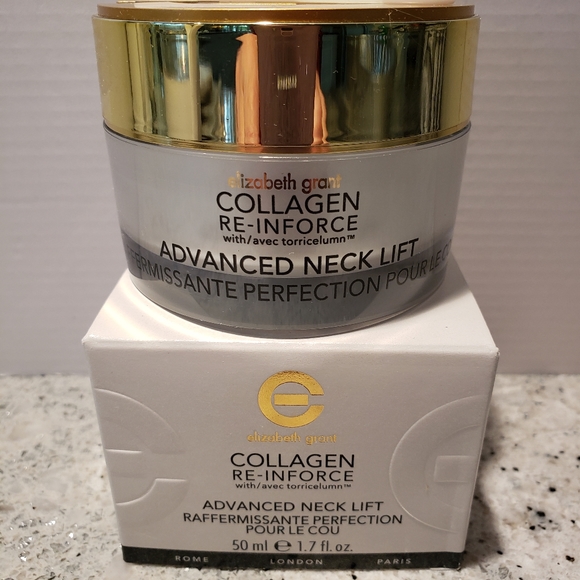 elizabeth grant
COLLAGEN
RE-INFORCE
with/avec torricelumn™
ADVANCED NECK LIFT
PERFECTION POUR LE
elizabeth grant
COLLAGEN
RE-INFORCE
with/avec torricelumn™
ADVANCED NECK LIFT
RAFFERMISSANTE PERFECTION
POUR LE COU
50 ml e 1.7 fl. oz.
ROME LONDON PARIS